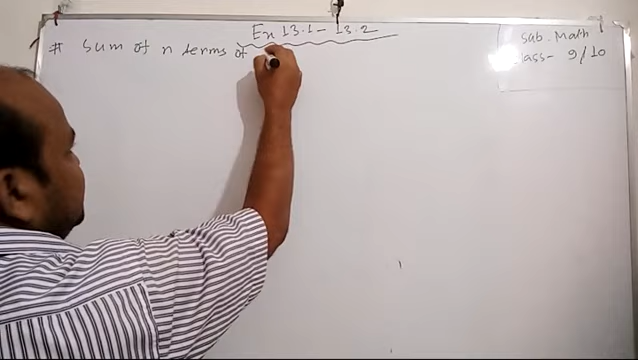 Ex 13.1 - 13.2
Sub. Math
Class- 9/10
# Sum of n terms of